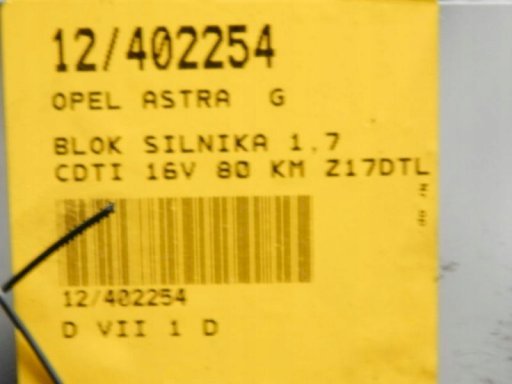 12/402254
OPEL ASTRA G
BLOK SILNIKA 1.7
CDTI 16V 80 KM Z17DTL
12/402254
D VII 1 D